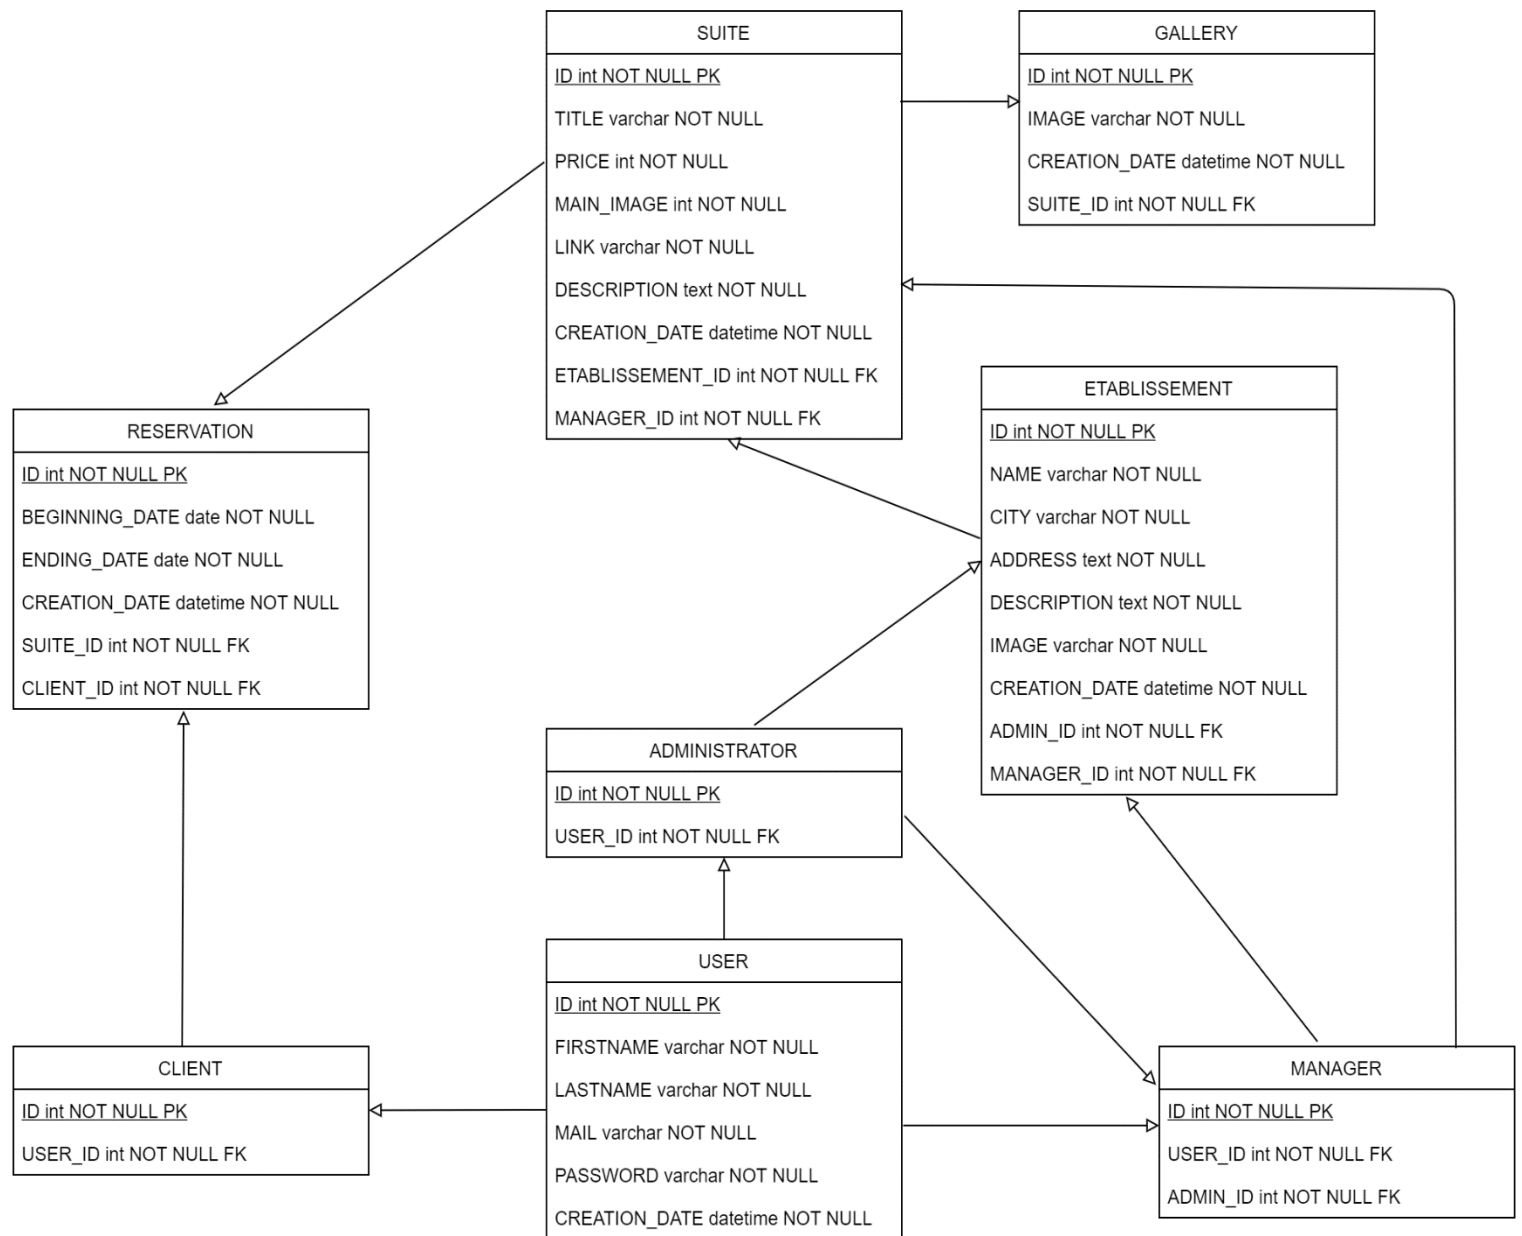 SUITE
ID int NOT NULL PK
TITLE varchar NOT NULL
PRICE int NOT NULL
MAIN_IMAGE int NOT NULL
LINK varchar NOT NULL
DESCRIPTION text NOT NULL
CREATION_DATE datetime NOT NULL
ETABLISSEMENT_ID int NOT NULL FK
MANAGER_ID int NOT NULL FK
GALLERY
ID int NOT NULL PK
IMAGE varchar NOT NULL
CREATION_DATE datetime NOT NULL
SUITE_ID int NOT NULL FK
RESERVATION
ID int NOT NULL PK
BEGINNING_DATE date NOT NULL
ENDING_DATE date NOT NULL
CREATION_DATE datetime NOT NULL
SUITE_ID int NOT NULL FK
CLIENT_ID int NOT NULL FK
ETABLISSEMENT
ID int NOT NULL PK
NAME varchar NOT NULL
CITY varchar NOT NULL
ADDRESS text NOT NULL
DESCRIPTION text NOT NULL
IMAGE varchar NOT NULL
CREATION_DATE datetime NOT NULL
ADMIN_ID int NOT NULL FK
MANAGER_ID int NOT NULL FK
ADMINISTRATOR
ID int NOT NULL PK
USER_ID int NOT NULL FK
USER
ID int NOT NULL PK
FIRSTNAME varchar NOT NULL
LASTNAME varchar NOT NULL
MAIL varchar NOT NULL
PASSWORD varchar NOT NULL
CREATION_DATE datetime NOT NULL
CLIENT
ID int NOT NULL PK
USER_ID int NOT NULL FK
MANAGER
ID int NOT NULL PK
USER_ID int NOT NULL FK
ADMIN_ID int NOT NULL FK